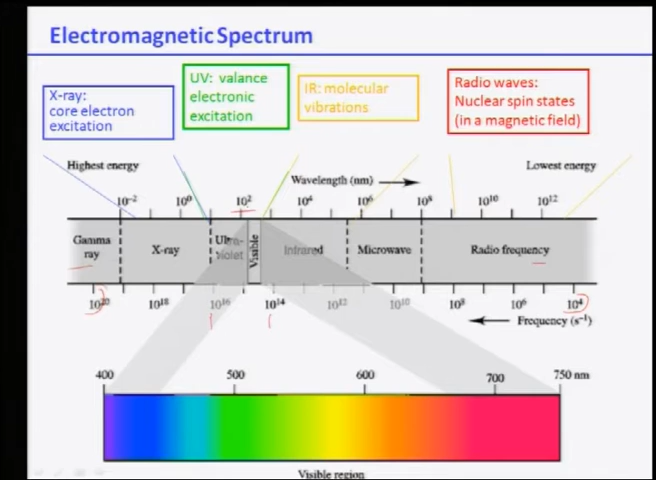 Electromagnetic Spectrum
X-ray:
core electron
excitation
UV: valance
electronic
excitation
IR: molecular
vibrations
Radio waves:
Nuclear spin states
(in a magnetic field)
Highest energy
Lowest energy
Wavelength (nm)
10⁻² 10⁰ 10² 10⁴ 10⁶ 10⁸ 10¹⁰ 10¹²
Gamma
ray
X-ray
Ultra-
violet
Visible
Infrared
Microwave
Radio frequency
10²⁰ 10¹⁸ 10¹⁶ 10¹⁴ 10¹² 10¹⁰ 10⁸ 10⁶ 10⁴
Frequency (s⁻¹)
400 500 600 700 750 nm
Visible region